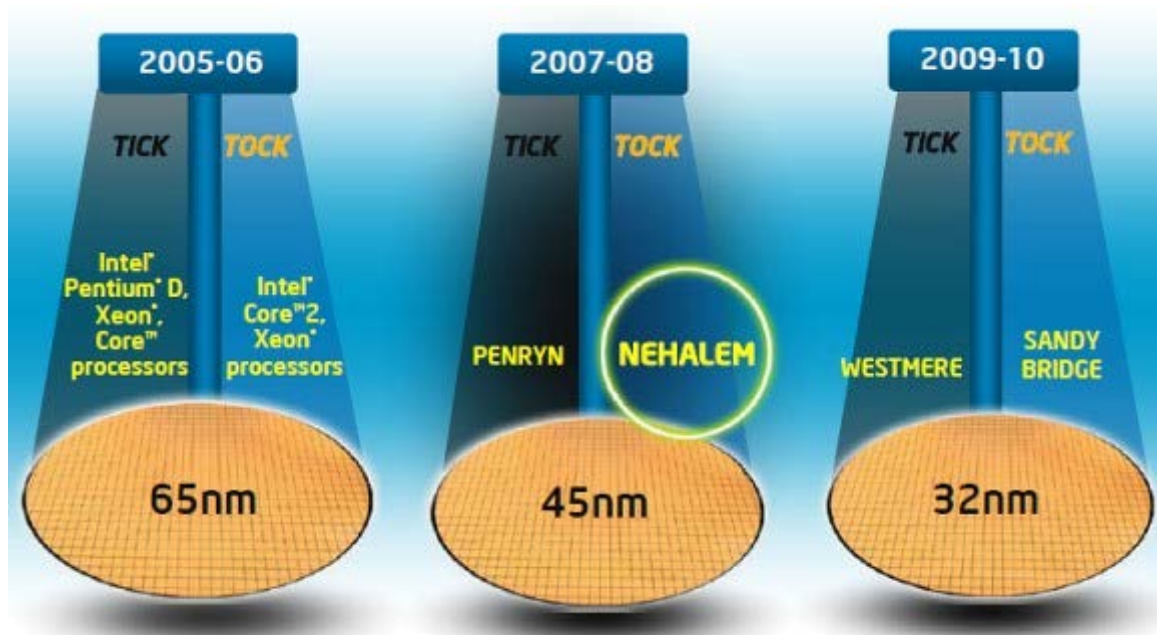 2005-06
TICK
TOCK
Intel®
Pentium® D,
Xeon®,
Core™
processors
Intel®
Core™2,
Xeon®
processors
65nm
2007-08
TICK
TOCK
PENRYN
NEHALEM
45nm
2009-10
TICK
TOCK
WESTMERE
SANDY
BRIDGE
32nm